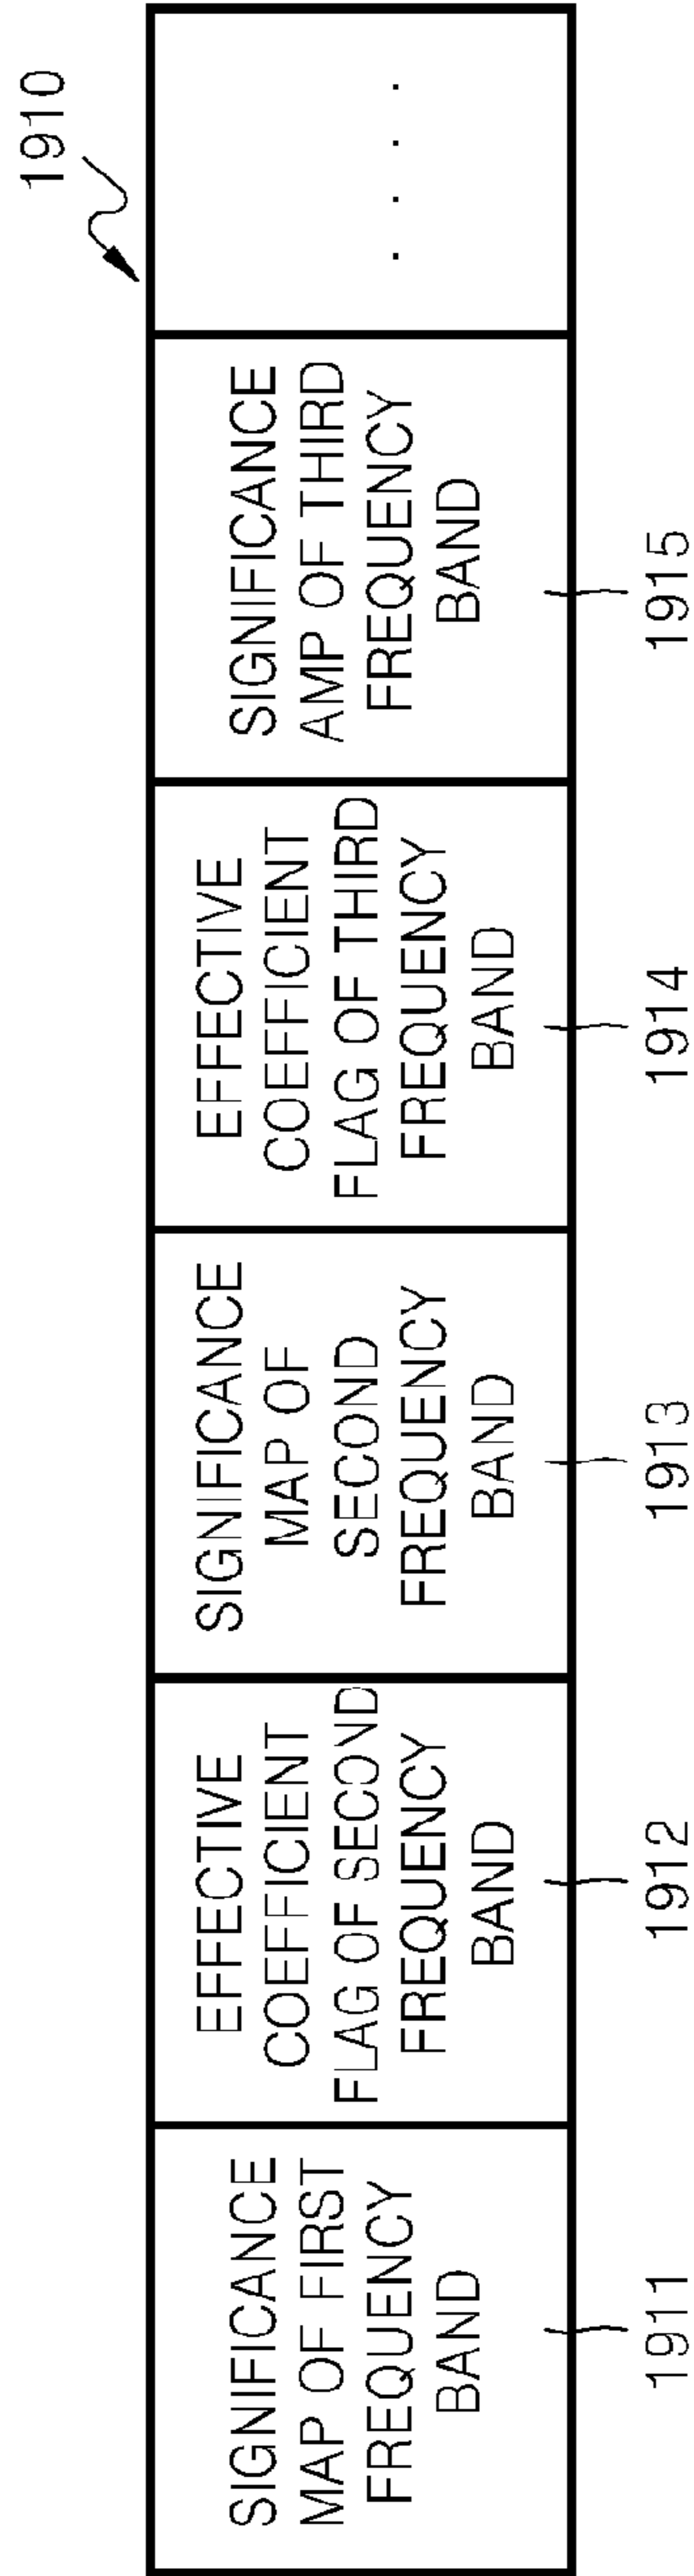 1910
SIGNIFICANCE
MAP OF FIRST
FREQUENCY
BAND
EFFECTIVE
COEFFICIENT
FLAG OF SECOND
FREQUENCY
BAND
SIGNIFICANCE
MAP OF
SECOND
FREQUENCY
BAND
EFFECTIVE
COEFFICIENT
FLAG OF THIRD
FREQUENCY
BAND
SIGNIFICANCE
AMP OF THIRD
FREQUENCY
BAND
. . . .
1911
1912
1913
1914
1915